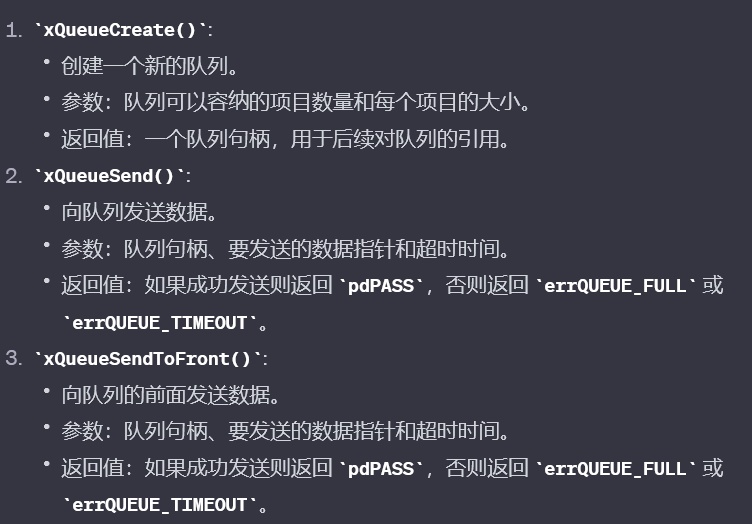 1. `xQueueCreate()`:
• 创建一个新的队列。
• 参数：队列可以容纳的项目数量和每个项目的大小。
• 返回值：一个队列句柄，用于后续对队列的引用。
2. `xQueueSend()`:
• 向队列发送数据。
• 参数：队列句柄、要发送的数据指针和超时时间。
• 返回值：如果成功发送则返回 `pdPASS`，否则返回 `errQUEUE_FULL` 或
`errQUEUE_TIMEOUT`。
3. `xQueueSendToFront()`:
• 向队列的前面发送数据。
• 参数：队列句柄、要发送的数据指针和超时时间。
• 返回值：如果成功发送则返回 `pdPASS`，否则返回 `errQUEUE_FULL` 或
`errQUEUE_TIMEOUT`。